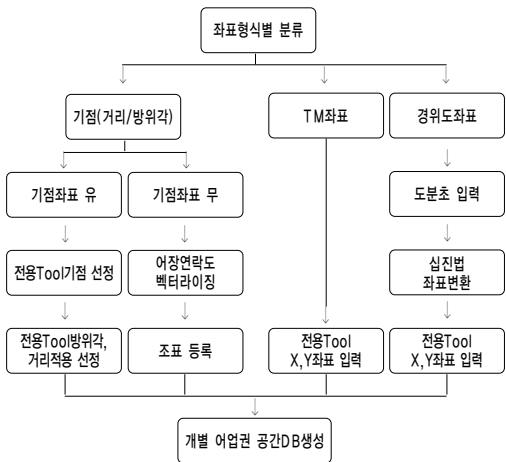 좌표형식별 분류
기점(거리/방위각)
TM좌표
경위도좌표
기점좌표 유
기점좌표 무
도분초 입력
전용Tool기점 선정
어장연락도
벡터라이징
십진법
좌표변환
전용Tool방위각,
거리적용 선정
조표 등록
전용Tool
X,Y좌표 입력
전용Tool
X,Y좌표 입력
개별 어업권 공간DB생성